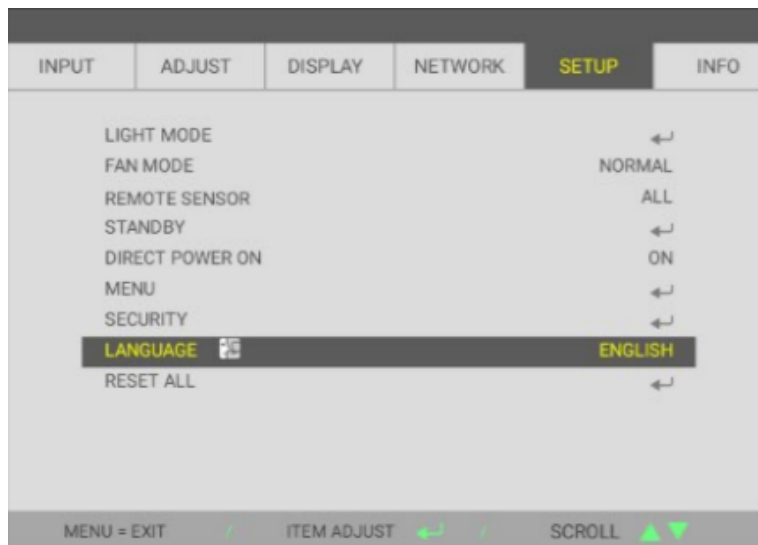 INPUT ADJUST DISPLAY NETWORK SETUP INFO
LIGHT MODE
FAN MODE NORMAL
REMOTE SENSOR ALL
STANDBY
DIRECT POWER ON ON
MENU
SECURITY
LANGUAGE ENGLISH
RESET ALL
MENU = EXIT / ITEM ADJUST / SCROLL